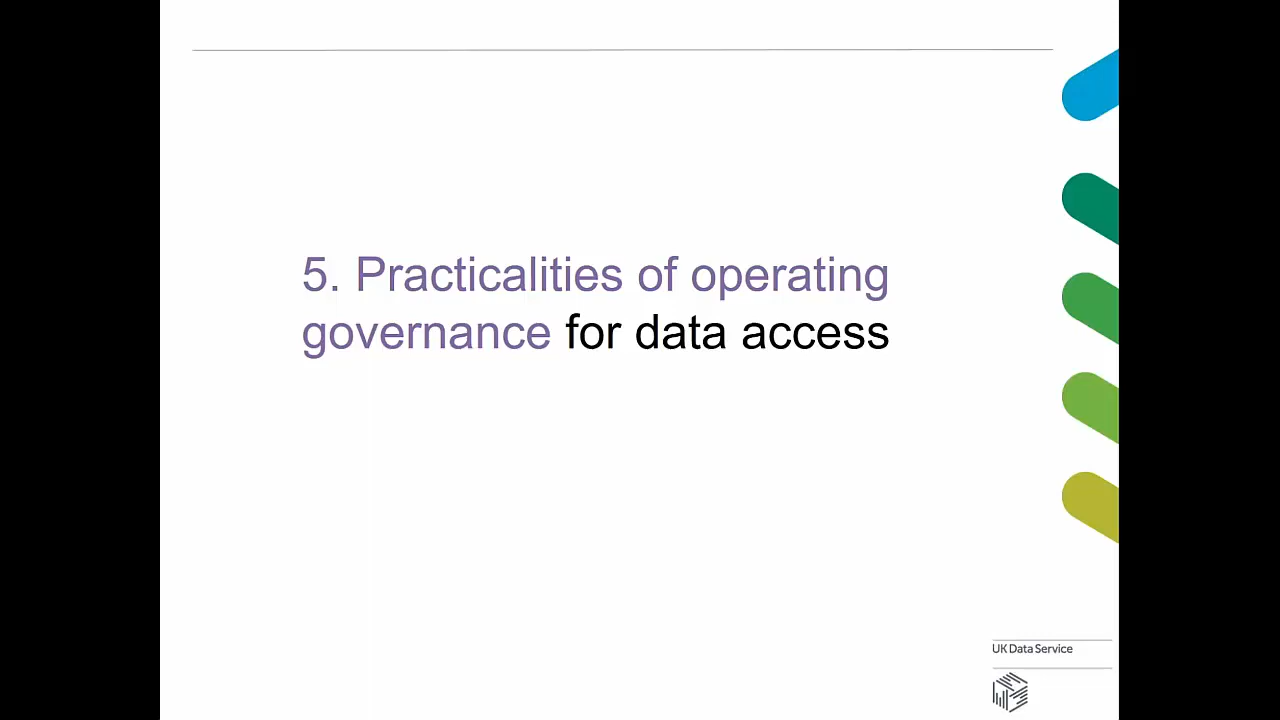 5. Practicalities of operating
governance for data access
UK Data Service